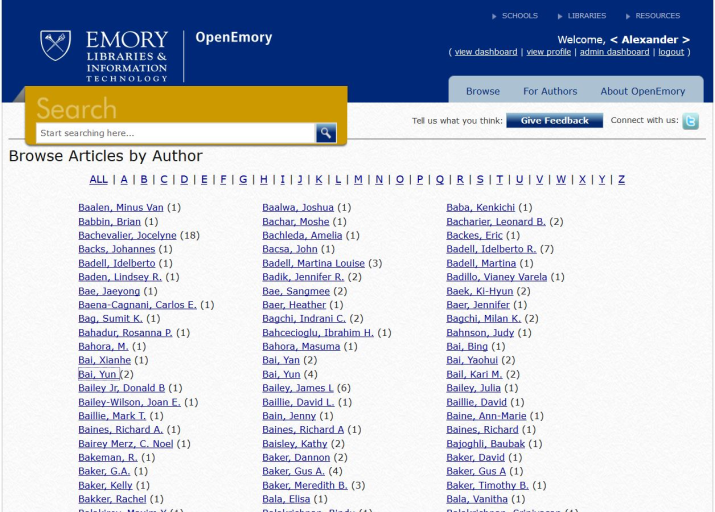 SCHOOLS LIBRARIES RESOURCES
EMORY
LIBRARIES &
INFORMATION
TECHNOLOGY
OpenEmory
Welcome, < Alexander >
( view dashboard | view profile | admin dashboard | logout )
Browse For Authors About OpenEmory
Search
Start searching here...
Tell us what you think: Give Feedback Connect with us:
Browse Articles by Author
ALL | A | B | C | D | E | F | G | H | I | J | K | L | M | N | O | P | Q | R | S | T | U | V | W | X | Y | Z
Baalen, Minus Van (1) Baalwa, Joshua (1) Baba, Kenkichi (1)
Babbin, Brian (1) Bachar, Moshe (1) Bacharier, Leonard B. (2)
Bachevalier, Jocelyne (18) Bachleda, Amelia (1) Backes, Eric (1)
Backs, Johannes (1) Bacsa, John (1) Badell, Idelberto R. (7)
Badell, Idelberto (1) Badell, Martina Louise (3) Badell, Martina (1)
Baden, Lindsey R. (1) Badik, Jennifer R. (2) Badillo, Vianey Varela (1)
Bae, Jaeyong (1) Bae, Sangmee (2) Baek, Ki-Hyun (2)
Baena-Cagnani, Carlos E. (1) Baer, Heather (1) Baer, Jennifer (1)
Bag, Sumit K. (1) Bagchi, Indrani C. (2) Bagchi, Milan K. (2)
Bahadur, Rosanna P. (1) Bahcecioglu, Ibrahim H. (1) Bahnson, Judy (1)
Bahora, M. (1) Bahora, Masuma (1) Bai, Bing (1)
Bai, Xianhe (1) Bai, Yan (2) Bai, Yaohui (2)
Bai, Yun (2) Bai, Yun (4) Bail, Kari M. (2)
Bailey Jr, Donald B (1) Bailey, James L (6) Bailey, Julia (1)
Bailey-Wilson, Joan E. (1) Baillie, David L. (1) Baillie, David (1)
Baillie, Mark T. (1) Bain, Jenny (1) Baine, Ann-Marie (1)
Baines, Richard A. (1) Baines, Richard A (1) Baines, Richard (1)
Bairey Merz, C. Noel (1) Baisley, Kathy (2) Bajoghli, Baubak (1)
Bakeman, R. (1) Baker, Dannon (2) Baker, David (1)
Baker, G.A. (1) Baker, Gus A. (4) Baker, Gus A (1)
Baker, Kelly (1) Baker, Meredith B. (3) Baker, Timothy B. (1)
Bakker, Rachel (1) Bala, Elisa (1) Bala, Vanitha (1)